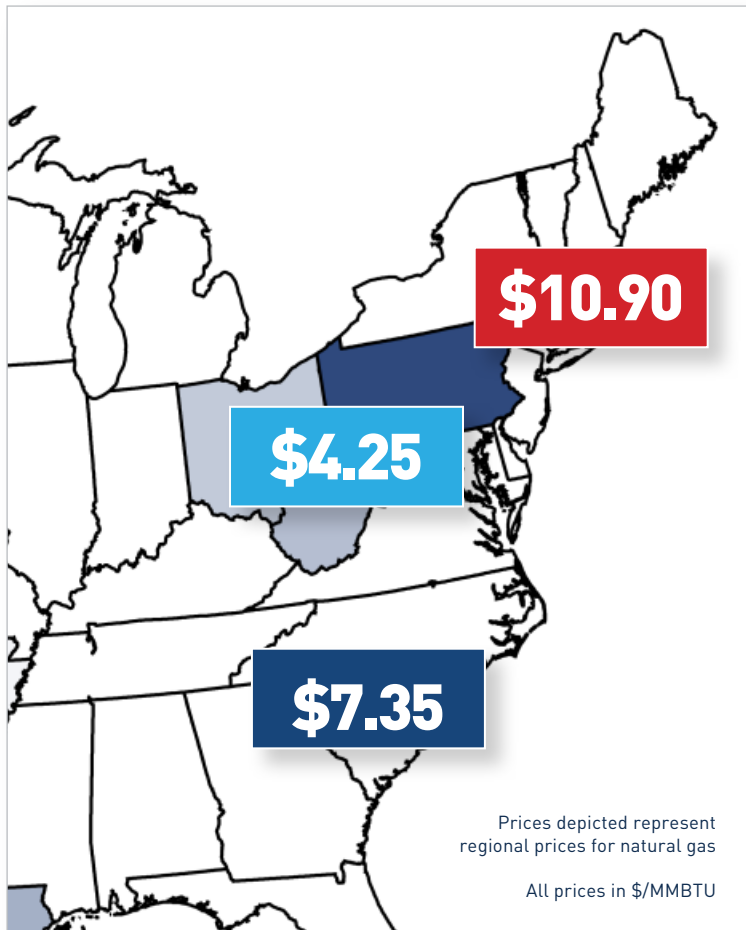 $10.90
$4.25
$7.35
Prices depicted represent
regional prices for natural gas
All prices in $/MMBTU